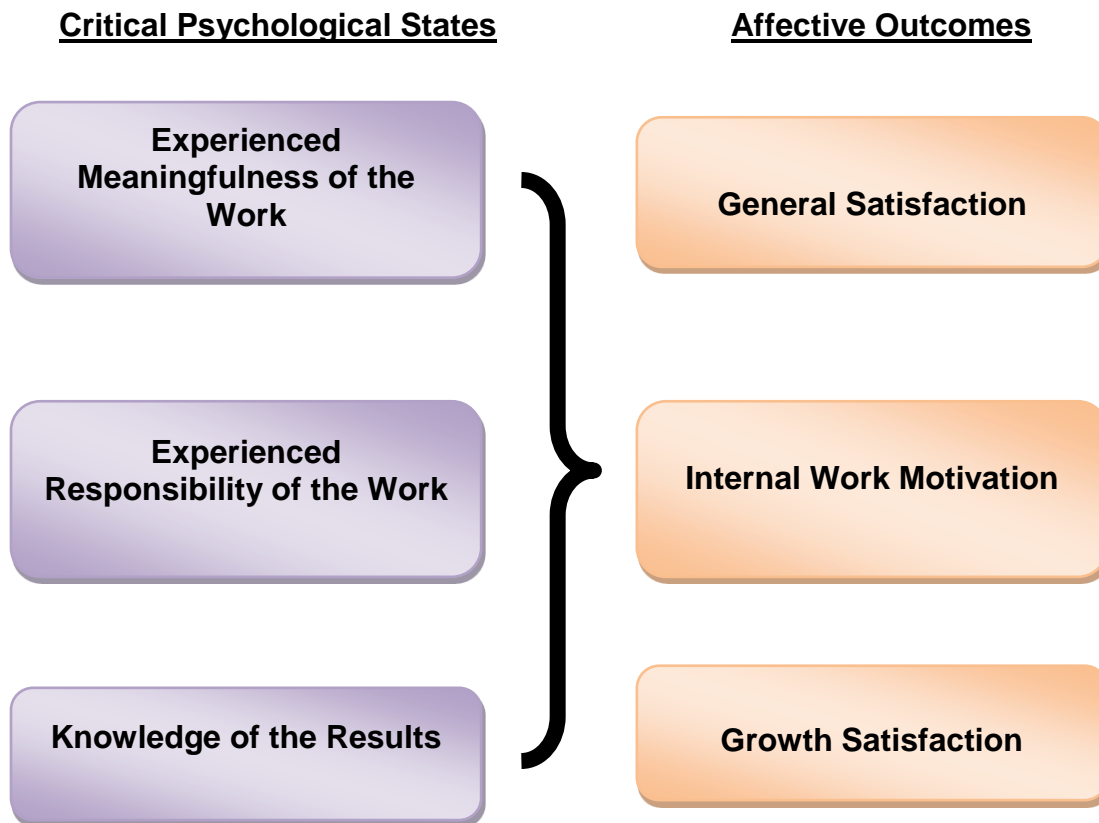 Critical Psychological States
Affective Outcomes
Experienced
Meaningfulness of the
Work
General Satisfaction
Experienced
Responsibility of the Work
Internal Work Motivation
Knowledge of the Results
Growth Satisfaction